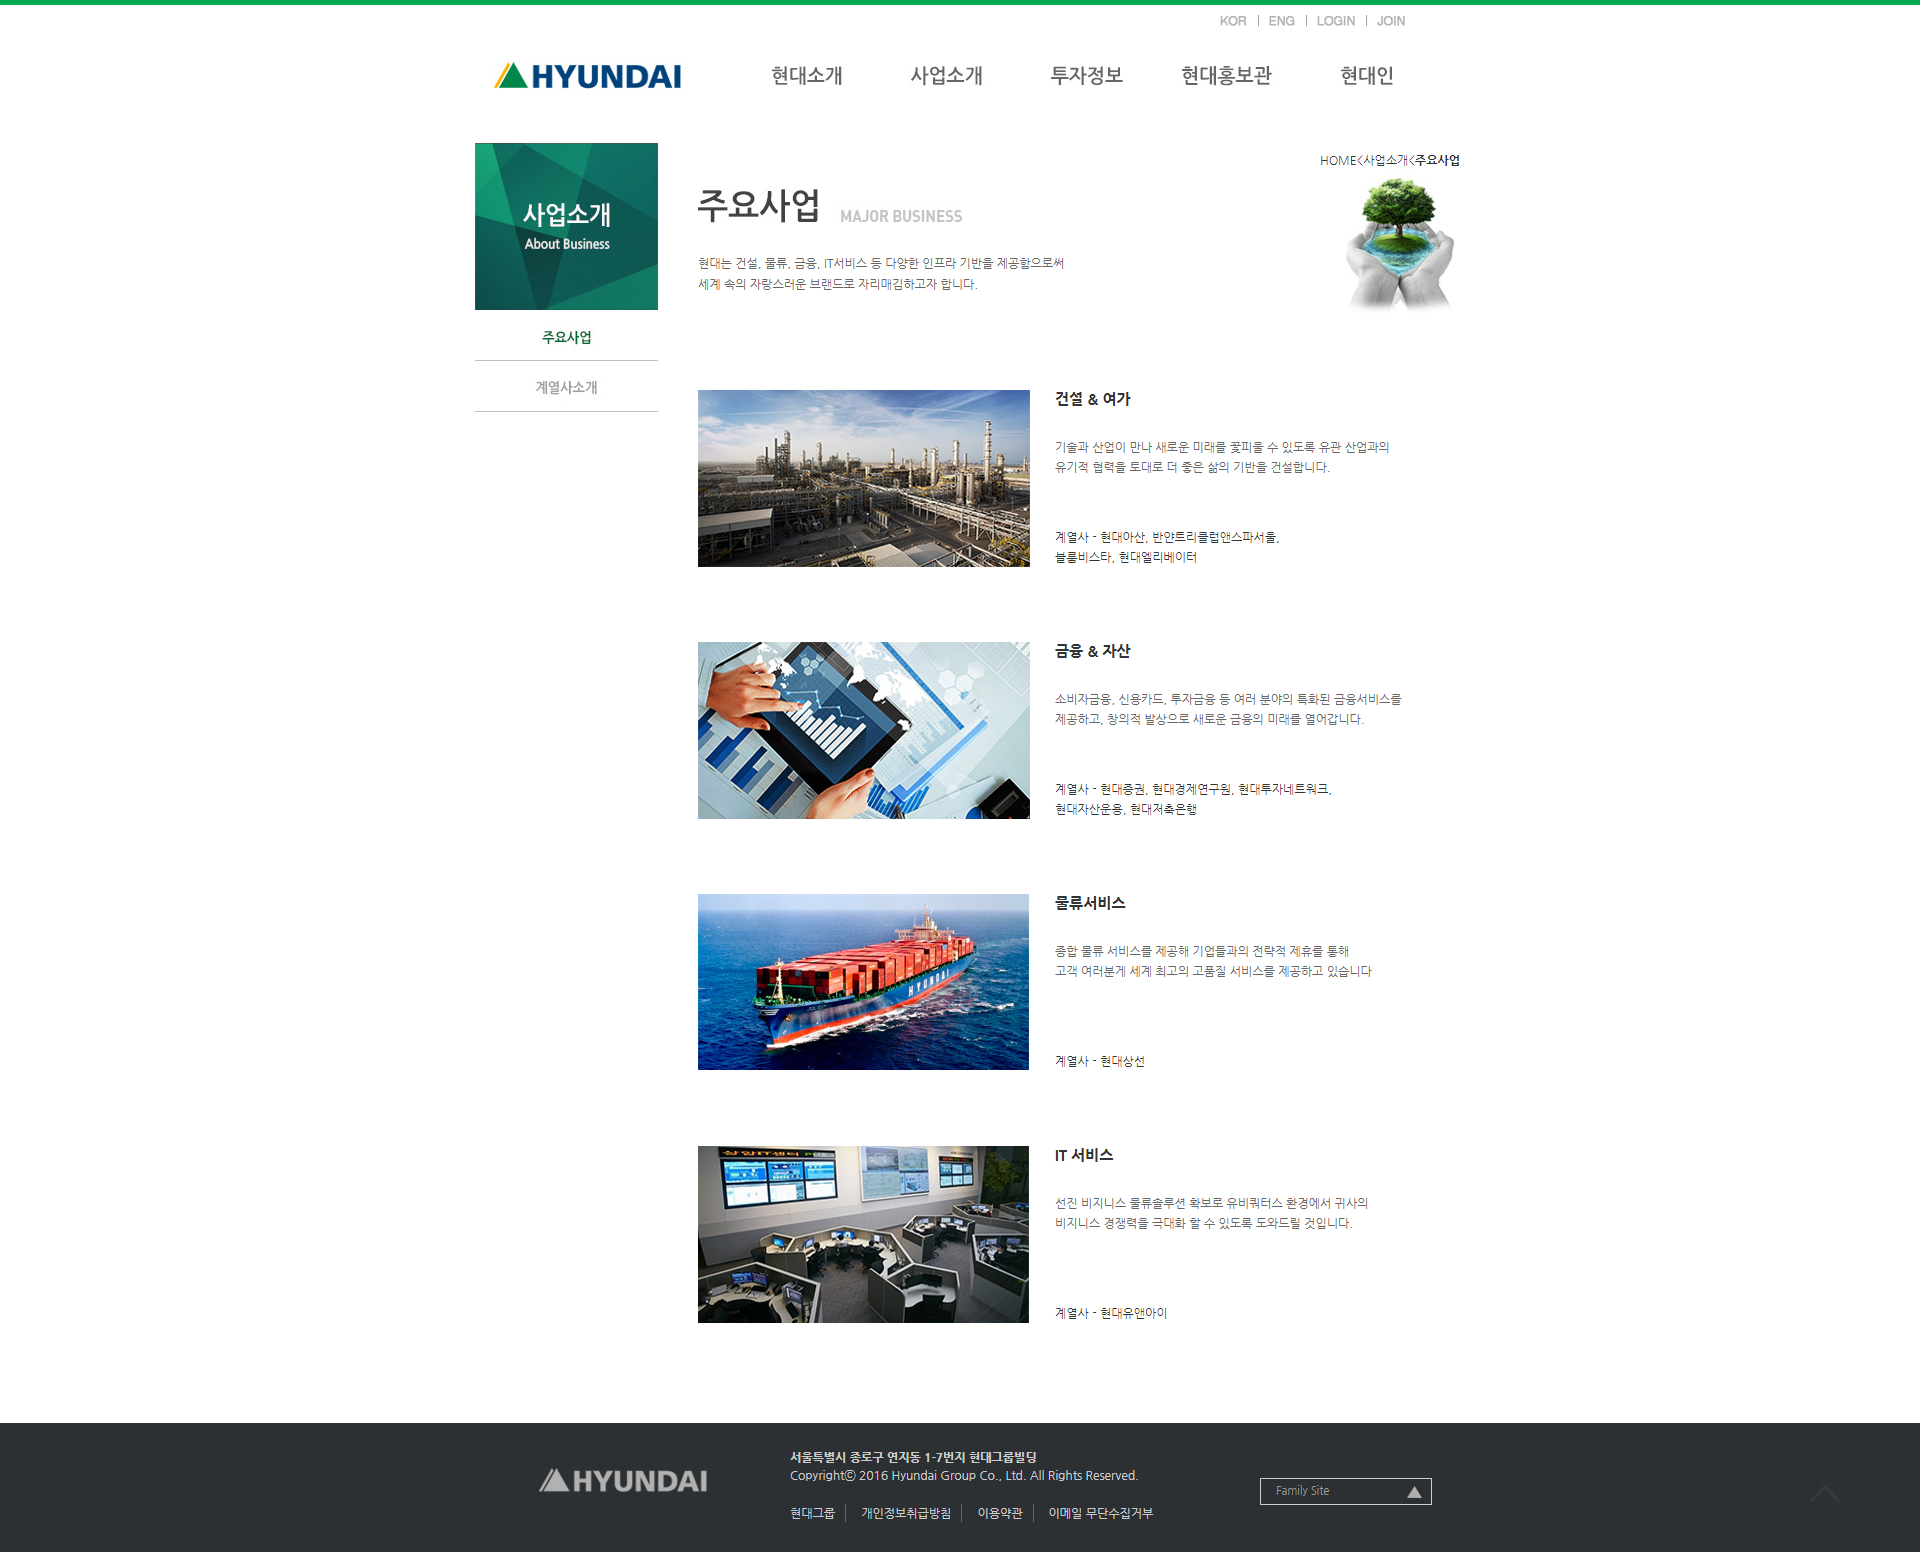 KOR
ENG
LOGIN
JOIN
HYUNDAI
현대소개
사업소개
투자정보
현대홍보관
현대인
사업소개
About Business
주요사업
계열사소개
HOME<사업소개<주요사업
주요사업 MAJOR BUSINESS
현대는 건설, 물류, 금융, IT서비스 등 다양한 인프라 기반을 제공함으로써
세계 속의 자랑스러운 브랜드로 자리매김하고자 합니다.
건설 & 여가
기술과 산업이 만나 새로운 미래를 꽃피울 수 있도록 유관 산업과의
유기적 협력을 토대로 더 좋은 삶의 기반을 건설합니다.
계열사 - 현대아산, 반얀트리클럽앤스파서울,
블룸비스타, 현대엘리베이터
금융 & 자산
소비자금융, 신용카드, 투자금융 등 여러 분야의 특화된 금융서비스를
제공하고, 창의적 발상으로 새로운 금융의 미래를 열어갑니다.
계열사 - 현대증권, 현대경제연구원, 현대투자네트워크,
현대자산운용, 현대저축은행
HYUNDAI
물류서비스
종합 물류 서비스를 제공해 기업들과의 전략적 제휴를 통해
고객 여러분게 세계 최고의 고품질 서비스를 제공하고 있습니다
계열사 - 현대상선
상암IT센터
IT 서비스
선진 비지니스 물류솔루션 확보로 유비쿼터스 환경에서 귀사의
비지니스 경쟁력을 극대화 할 수 있도록 도와드릴 것입니다.
계열사 - 현대유앤아이
HYUNDAI
서울특별시 종로구 연지동 1-7번지 현대그룹빌딩
Copyrightⓒ 2016 Hyundai Group Co., Ltd. All Rights Reserved.
현대그룹
개인정보취급방침
이용약관
이메일 무단수집거부
Family Site